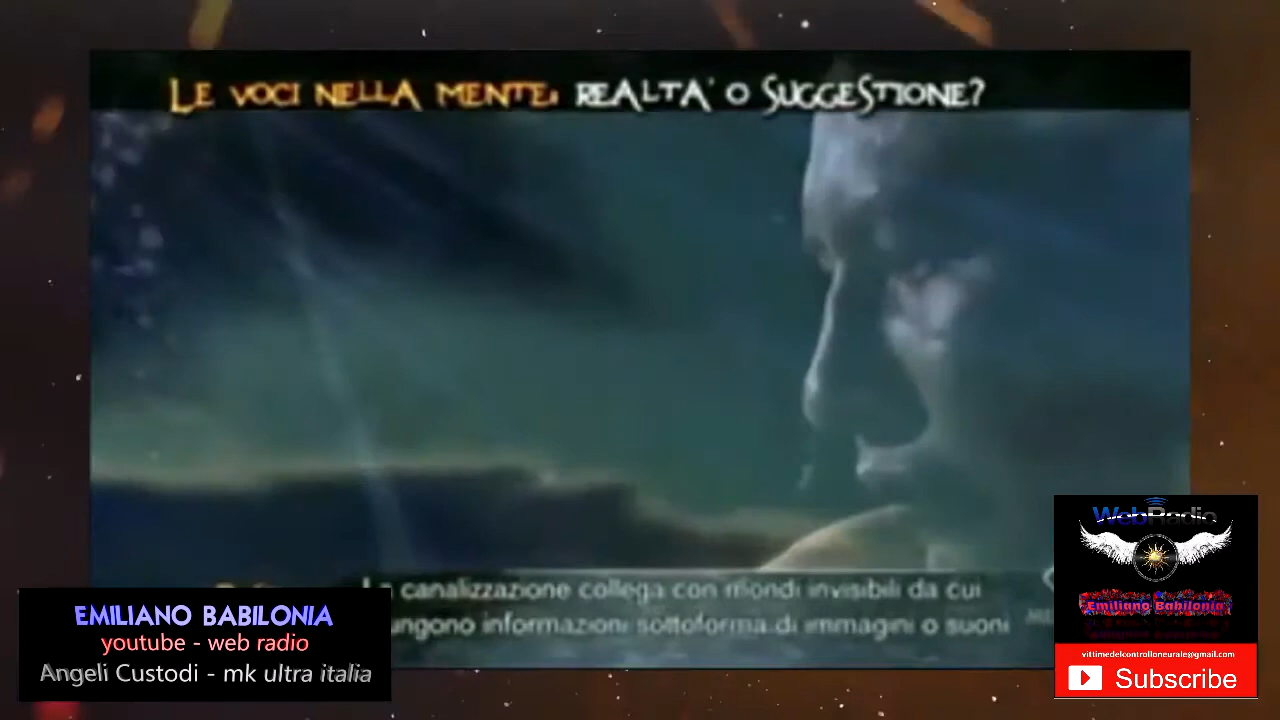 LE VOCI NELLA MENTE: REALTA' O SUGGESTIONE?
La canalizzazione collega con mondi invisibili da cui
ungono informazioni sottoforma di immagini o suoni
EMILIANO BABILONIA
youtube - web radio
Angeli Custodi - mk ultra italia
WebRadio
Emiliano Babilonia
vittimedelcontrolloneurale@gmail.com
Subscribe